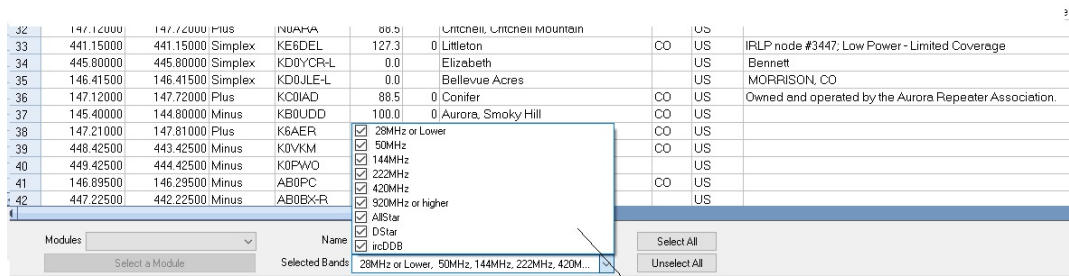 32 147.12000 147.72000 Plus N0ARA 88.5 Critchell, Critchell Mountain US
33 441.15000 441.15000 Simplex KE6DEL 127.3 0 Littleton CO US IRLP node #3447; Low Power - Limited Coverage
34 445.80000 445.80000 Simplex KD0YCR-L 0.0 Elizabeth US Bennett
35 146.41500 146.41500 Simplex KD0JLE-L 0.0 Bellevue Acres US MORRISON, CO
36 147.12000 147.72000 Plus KC0IAD 88.5 0 Conifer CO US Owned and operated by the Aurora Repeater Association.
37 145.40000 144.80000 Minus KB0UDD 100.0 0 Aurora, Smoky Hill CO US
38 147.21000 147.81000 Plus K6AER CO US
39 448.42500 443.42500 Minus K0VKM CO US
40 449.42500 444.42500 Minus K0PWO US
41 146.89500 146.29500 Minus AB0PC CO US
42 447.22500 442.22500 Minus AB0BX-R US
28MHz or Lower
50MHz
144MHz
222MHz
420MHz
920MHz or higher
AllStar
DStar
ircDDB
Modules Name Select All
Select a Module Selected Bands 28MHz or Lower, 50MHz, 144MHz, 222MHz, 420M... Unselect All